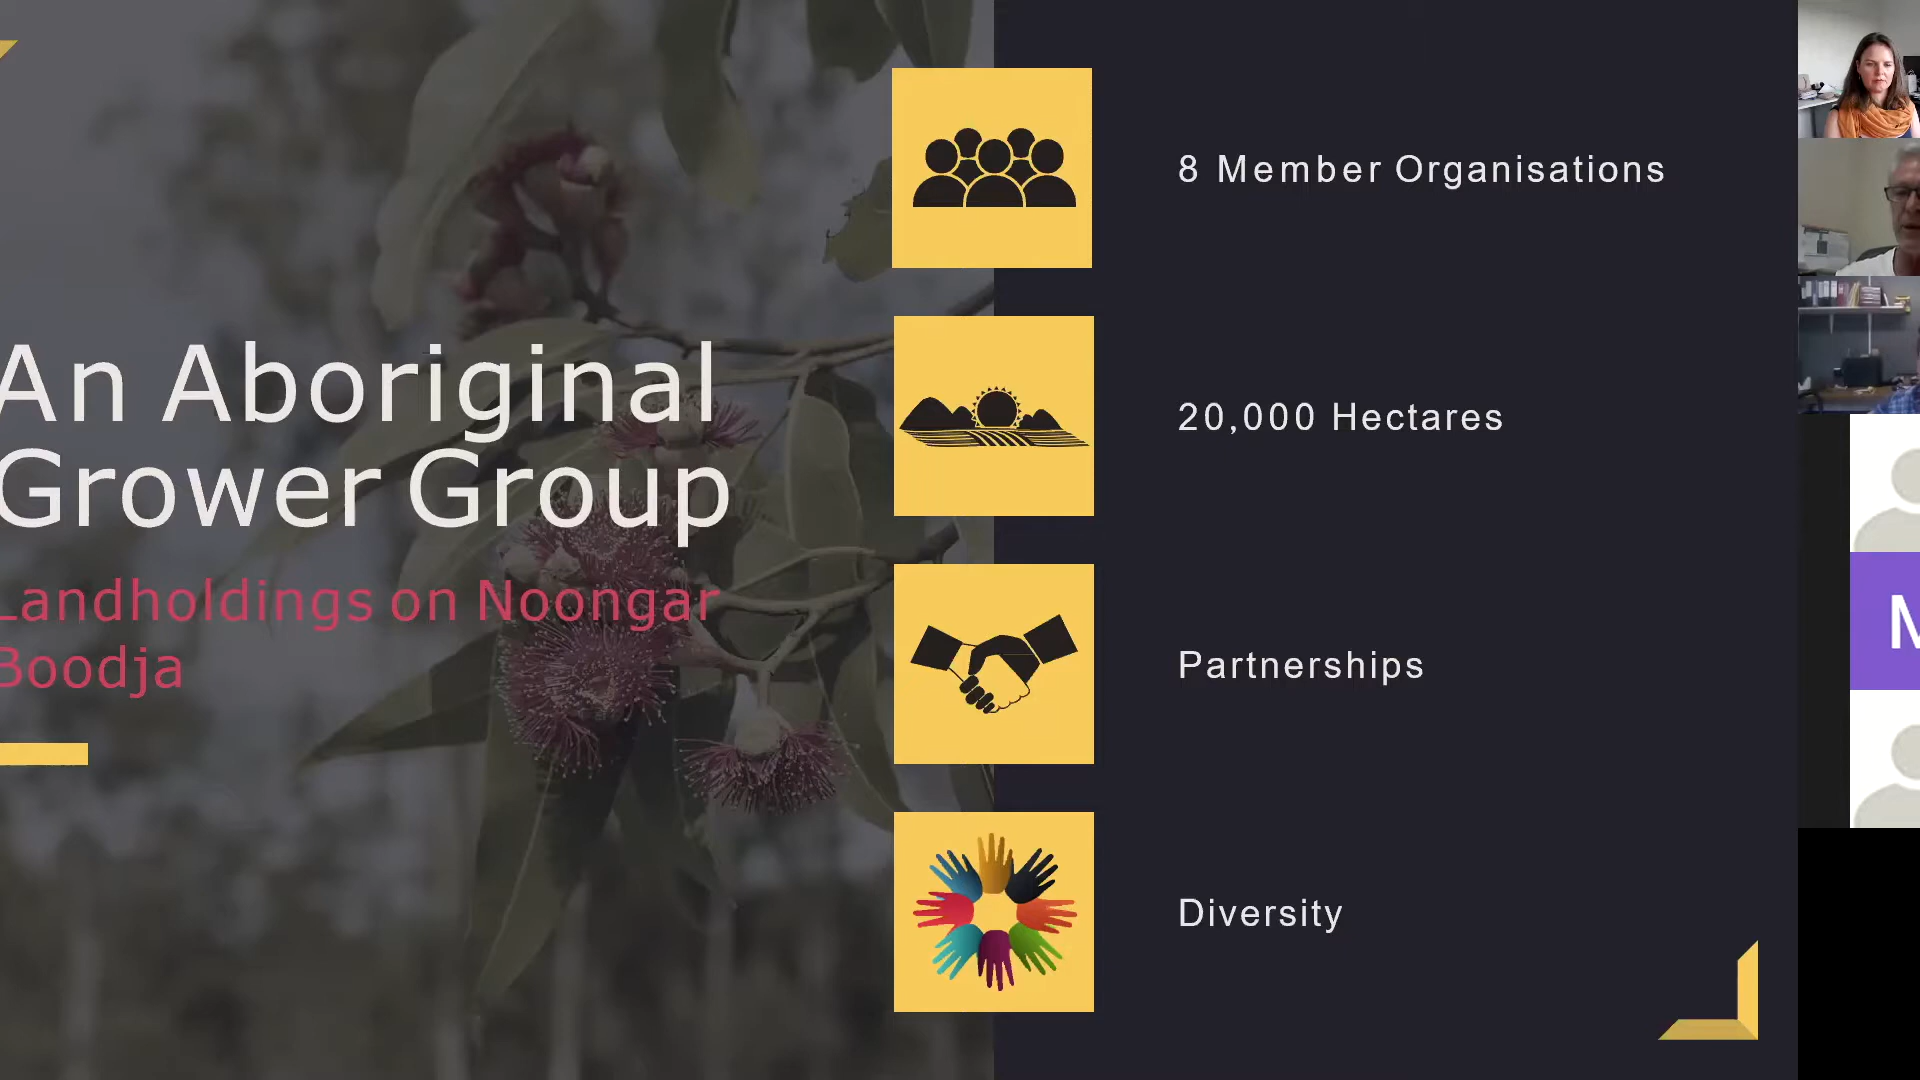 An Aboriginal
Grower Group
Landholdings on Noongar
Boodja
8 Member Organisations
20,000 Hectares
Partnerships
Diversity
M